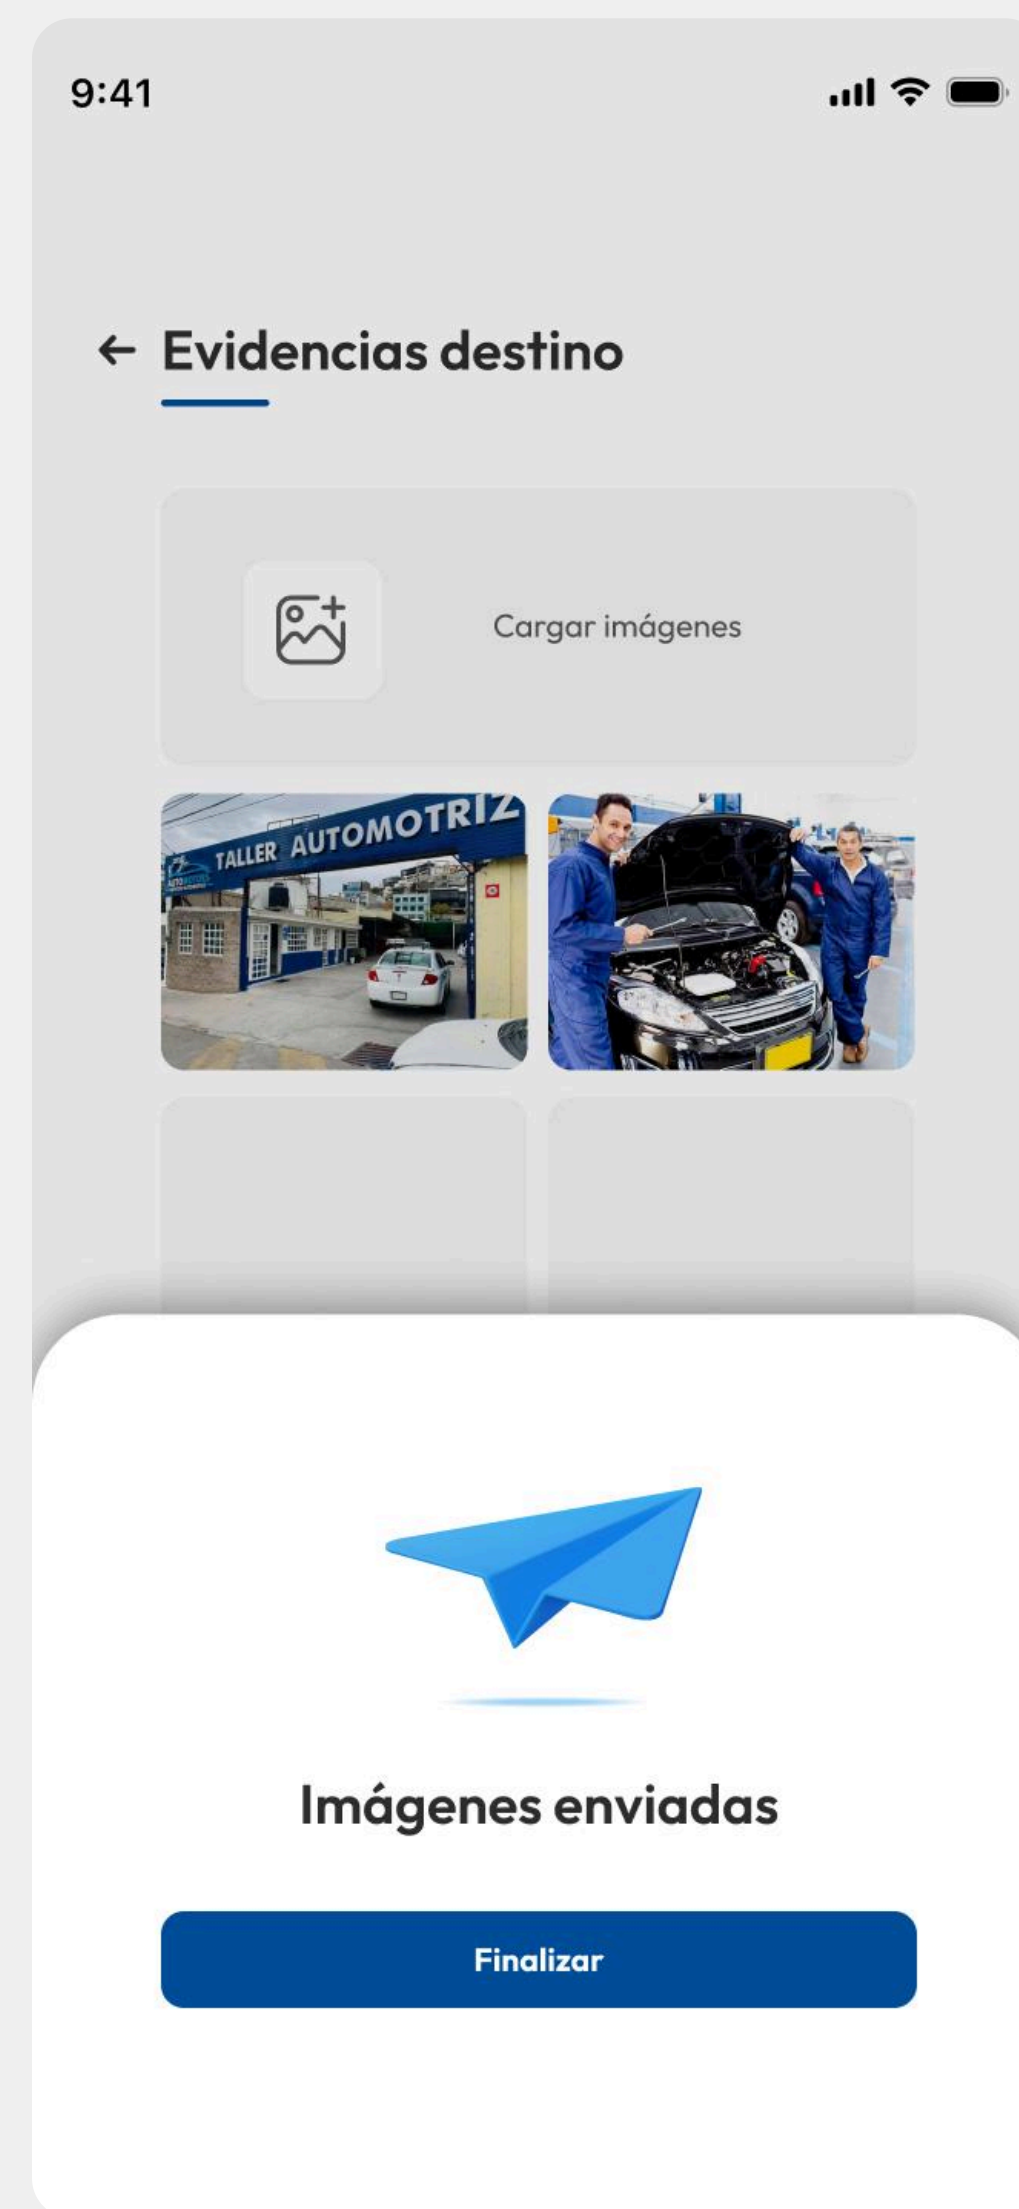 9:41
Evidencias destino
Cargar imágenes
TALLER AUTOMOTRIZ
Imágenes enviadas
Finalizar